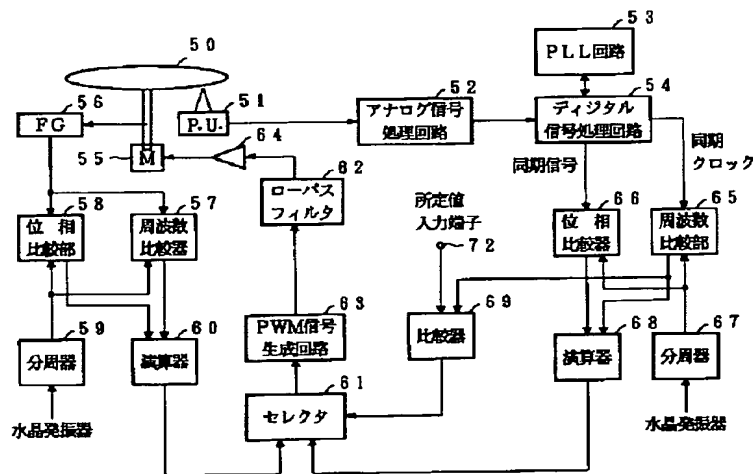 50
53
PLL回路
56
51
52
54
FG
P.U.
アナログ信号
処理回路
ディジタル
信号処理回路
64
55
M
同期信号
同期
クロック
62
ローパス
フィルタ
所定値
入力端子
58
57
66
65
位相
比較部
周波数
比較器
72
位相
比較器
周波数
比較部
63
69
59
60
PWM信号
生成回路
比較器
68
67
分周器
演算器
演算器
分周器
61
セレクタ
水晶発振器
水晶発振器